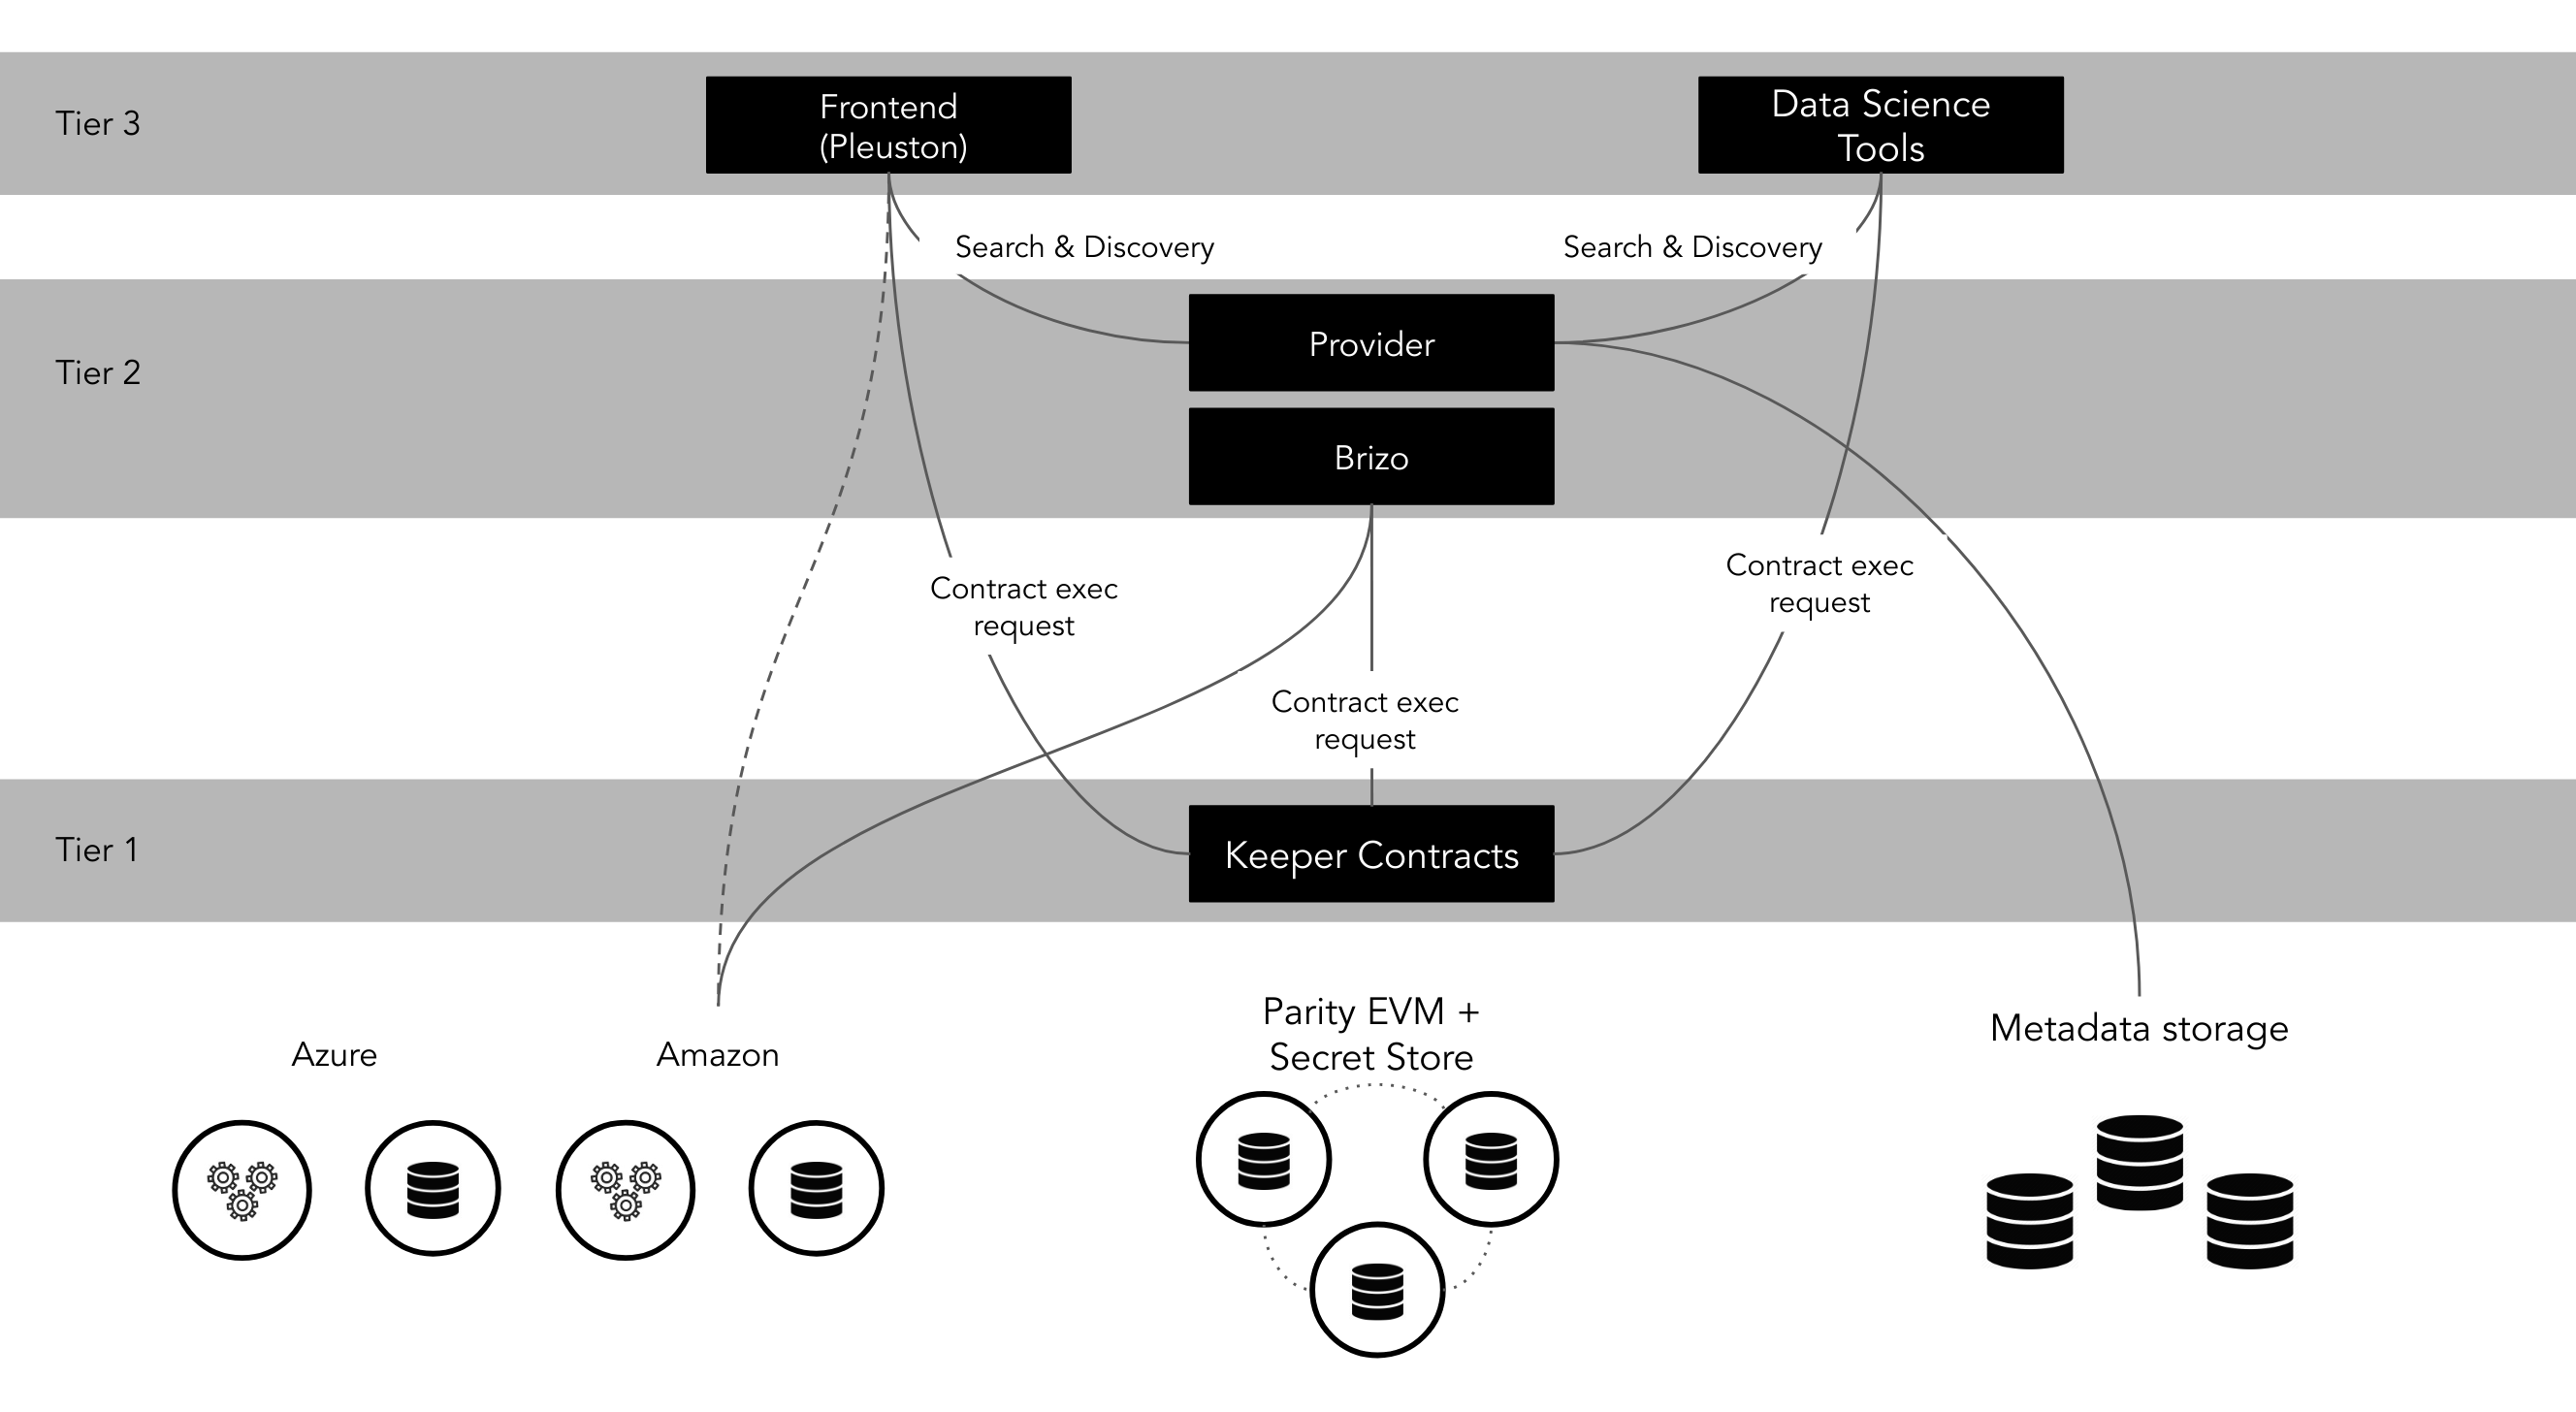 Tier 3
Frontend
(Pleuston)
Data Science
Tools
Search & Discovery
Search & Discovery
Tier 2
Provider
Brizo
Contract exec
request
Contract exec
request
Contract exec
request
Tier 1
Keeper Contracts
Azure
Amazon
Parity EVM +
Secret Store
Metadata storage